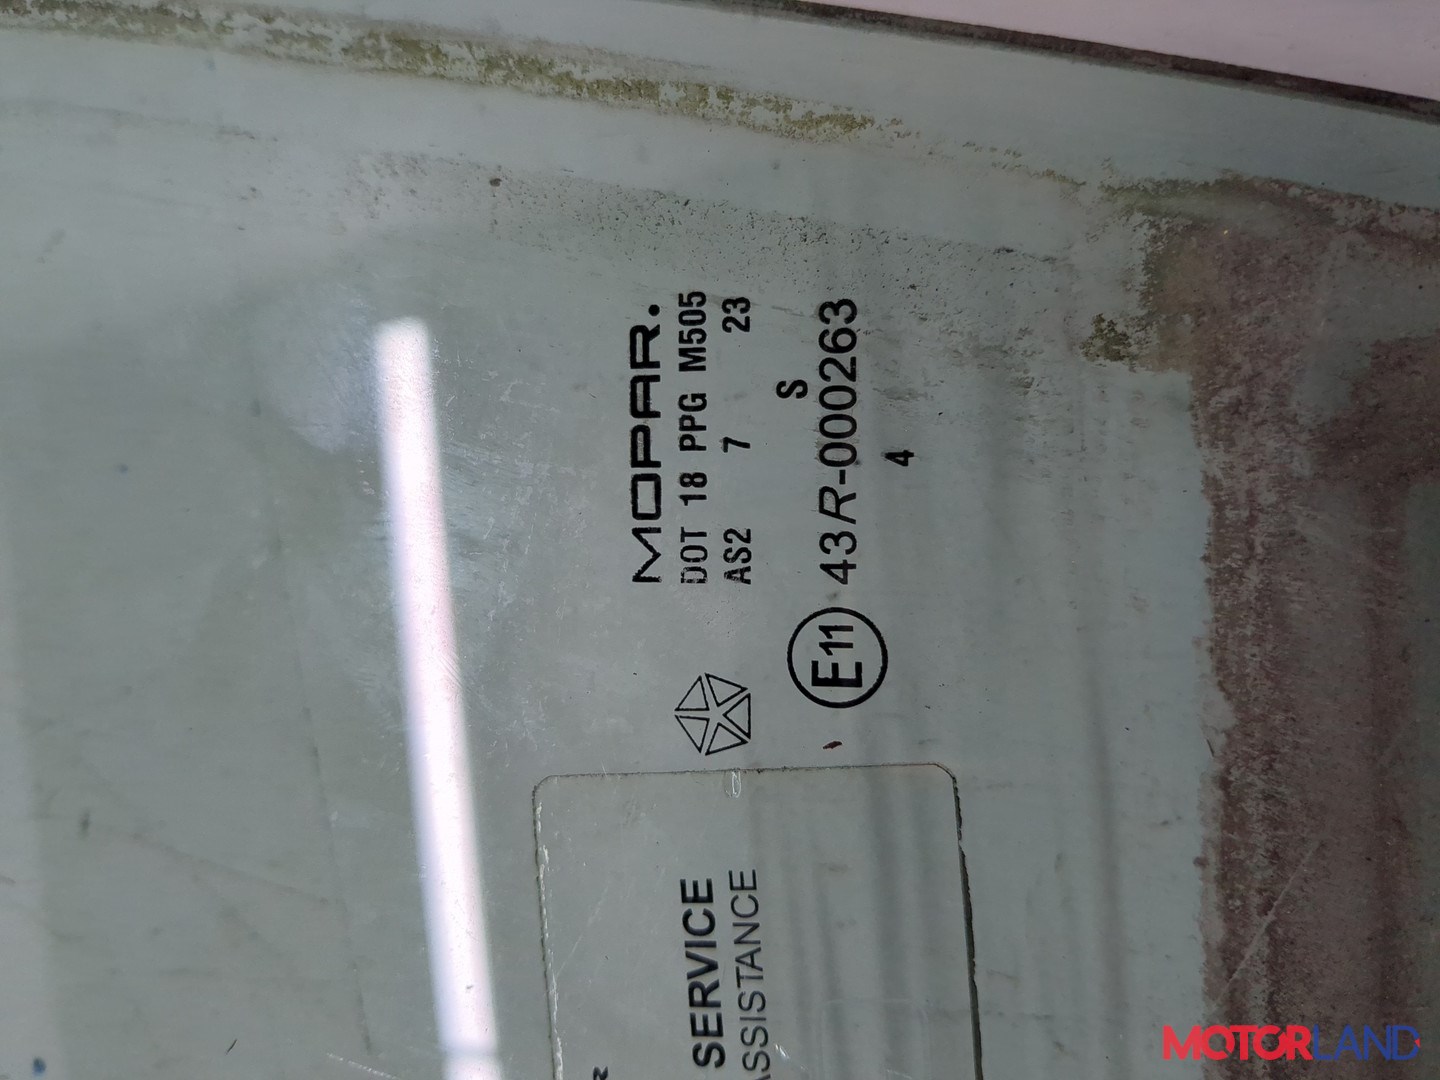 MOPAR.
DOT 18 PPG M505
AS2 7 23
S
E11 43R-000263
4
SERVICE
ASSISTANCE
MOTORLAND